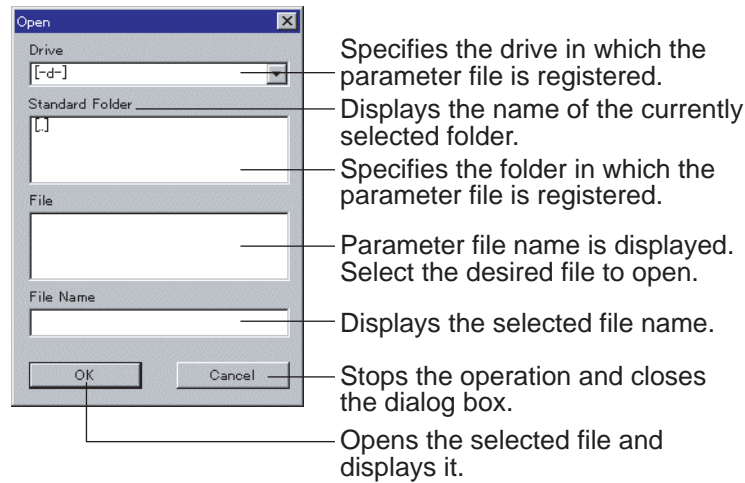 Open
Drive
[-d-]
Standard Folder
[.]
File
File Name
OK
Cancel
Specifies the drive in which the
parameter file is registered.
Displays the name of the currently
selected folder.
Specifies the folder in which the
parameter file is registered.
Parameter file name is displayed.
Select the desired file to open.
Displays the selected file name.
Stops the operation and closes
the dialog box.
Opens the selected file and
displays it.